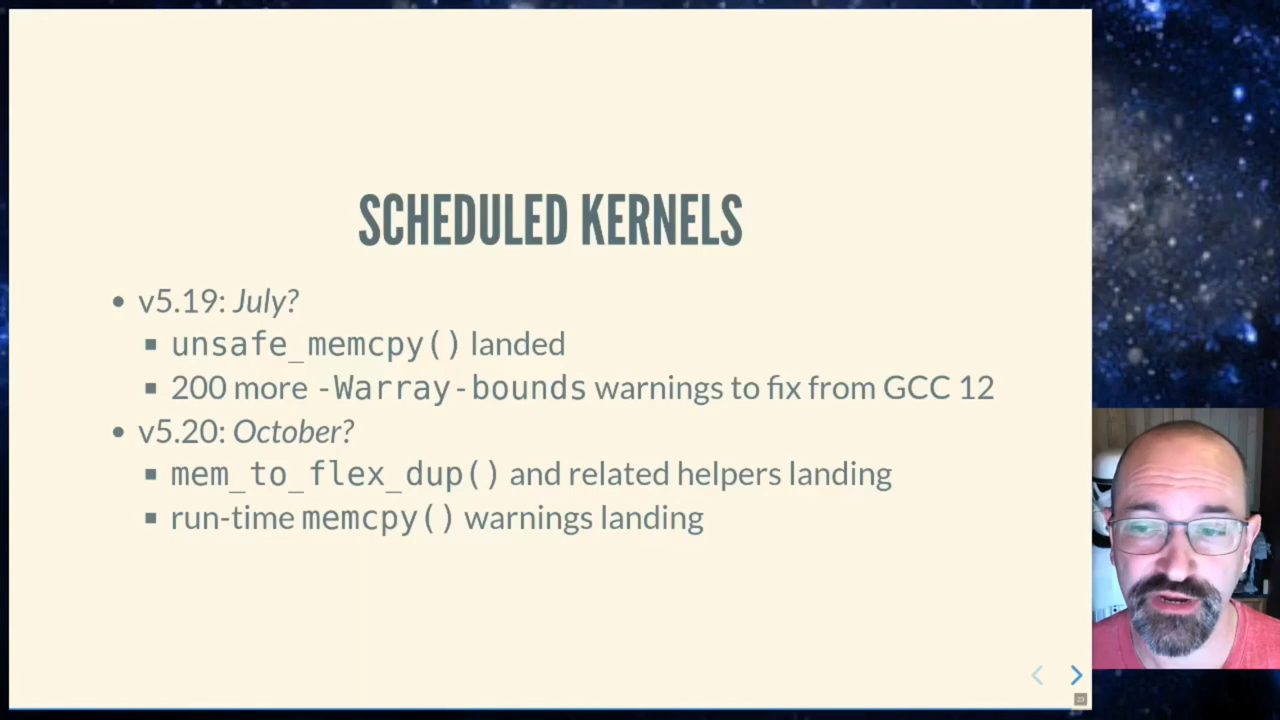 SCHEDULED KERNELS
• v5.19: July?
▪ unsafe_memcpy() landed
▪ 200 more -Warray-bounds warnings to fix from GCC 12
• v5.20: October?
▪ mem_to_flex_dup() and related helpers landing
▪ run-time memcpy() warnings landing